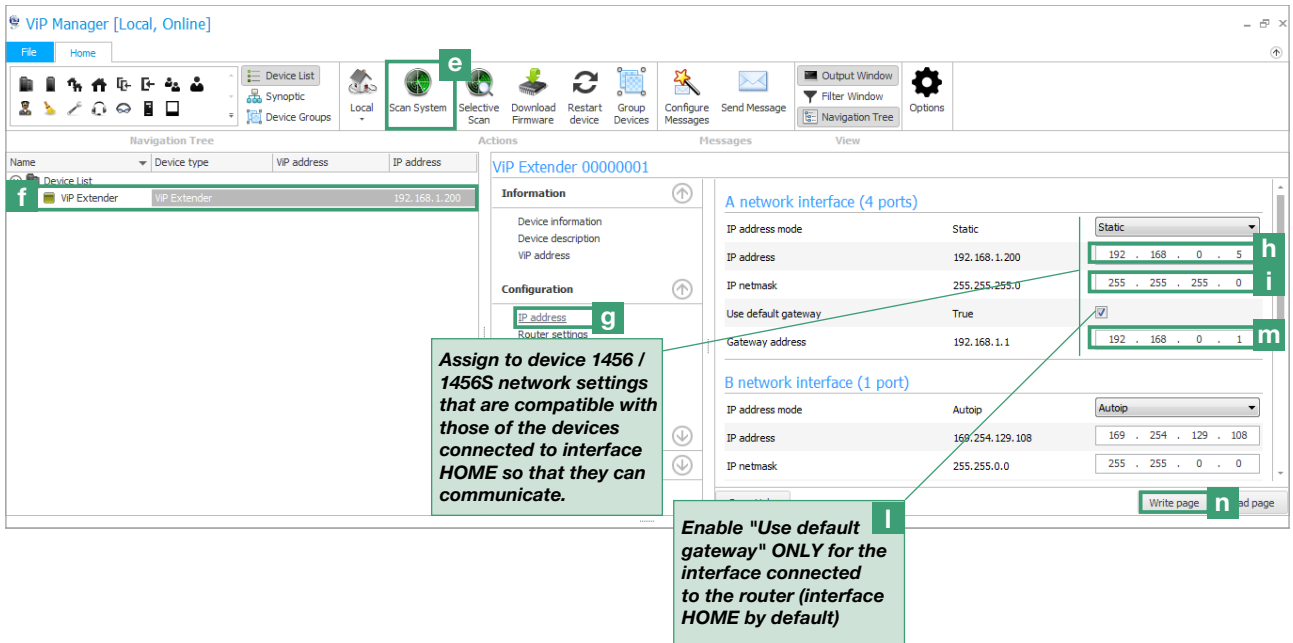 ViP Manager [Local, Online]
File Home
Device List
Synoptic
Device Groups
Local
Scan System
e
Selective Scan
Download Firmware
Restart device
Group Devices
Configure Messages
Send Message
Output Window
Filter Window
Navigation Tree
Options
Navigation Tree Actions Messages View
Name Device type ViP address IP address
Device List
f ViP Extender ViP Extender 192.168.1.200
ViP Extender 00000001
Information
Device information
Device description
ViP address
Configuration
IP address g
Router settings
A network interface (4 ports)
IP address mode Static Static
IP address 192.168.1.200 192 . 168 . 0 . 5 h
IP netmask 255.255.255.0 255 . 255 . 255 . 0 i
Use default gateway True
Gateway address 192.168.1.1 192 . 168 . 0 . 1 m
B network interface (1 port)
IP address mode Autoip Autoip
IP address 169.254.129.108 169 . 254 . 129 . 108
IP netmask 255.255.0.0 255 . 255 . 0 . 0
Write page n ad page
Assign to device 1456 /
1456S network settings
that are compatible with
those of the devices
connected to interface
HOME so that they can
communicate.
l
Enable "Use default
gateway" ONLY for the
interface connected
to the router (interface
HOME by default)